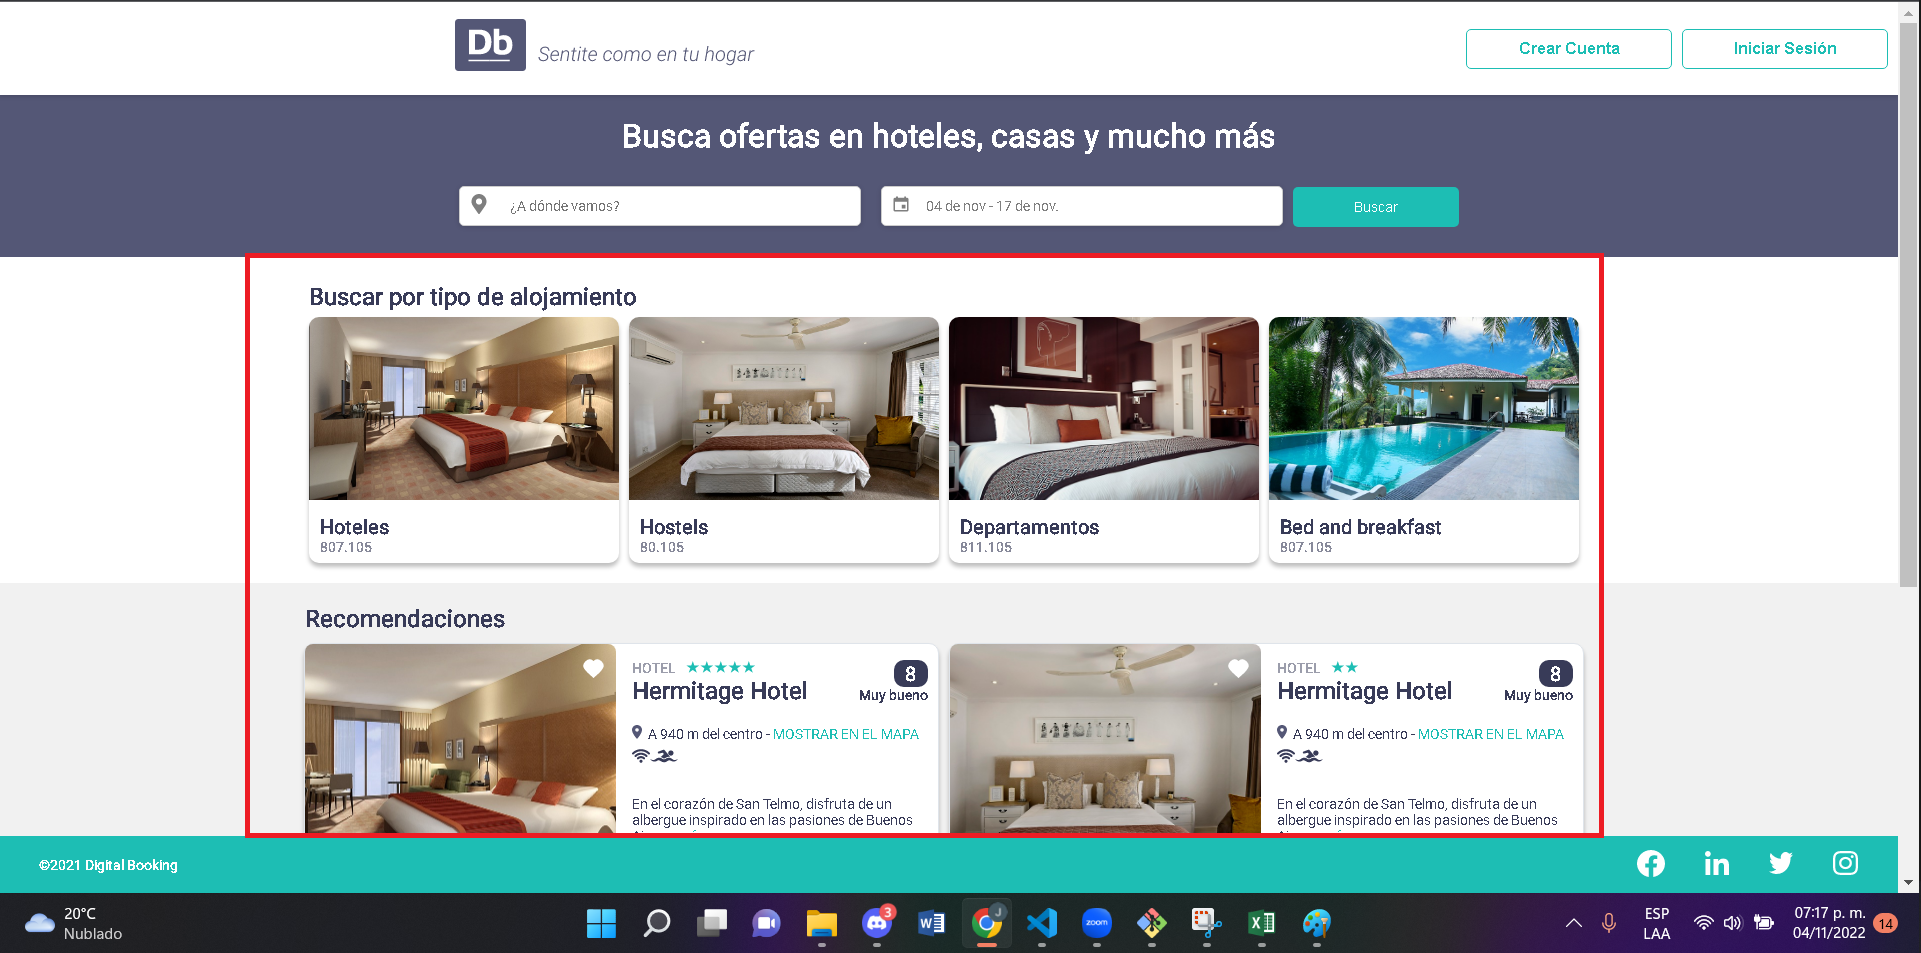 Db Sentite como en tu hogar
Crear Cuenta Iniciar Sesión
Busca ofertas en hoteles, casas y mucho más
¿A dónde vamos? 04 de nov - 17 de nov. Buscar
Buscar por tipo de alojamiento
Hoteles
807.105
Hostels
80.105
Departamentos
811.105
Bed and breakfast
807.105
Recomendaciones
HOTEL
8
Hermitage Hotel
Muy bueno
A 940 m del centro - MOSTRAR EN EL MAPA
En el corazón de San Telmo, disfruta de un
albergue inspirado en las pasiones de Buenos
HOTEL
8
Hermitage Hotel
Muy bueno
A 940 m del centro - MOSTRAR EN EL MAPA
En el corazón de San Telmo, disfruta de un
albergue inspirado en las pasiones de Buenos
©2021 Digital Booking
20°C
Nublado
3
W
J
zoom
X
ESP
LAA
07:17 p. m.
04/11/2022
14